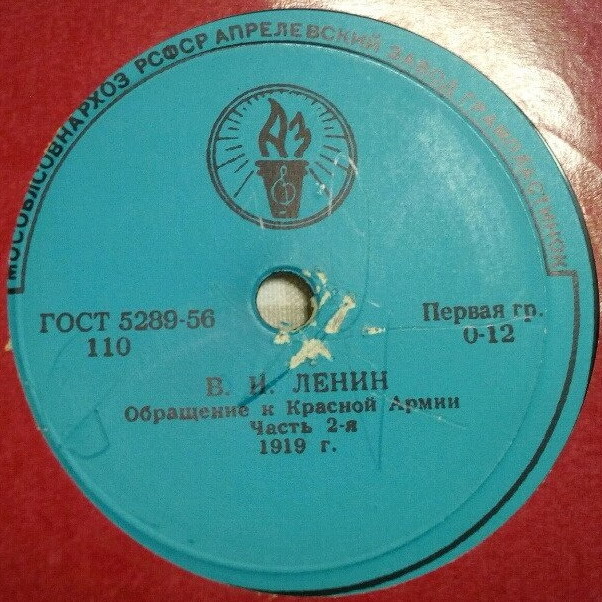 МОСОБЛСОВНАРХОЗ РСФСР АПРЕЛЕВСКИЙ ЗАВОД ГРАМПЛАСТИНОК
АЗ
ГОСТ 5289-56
110
Первая гр.
0-12
В. И. ЛЕНИН
Обращение к Красной Армии
Часть 2-я
1919 г.